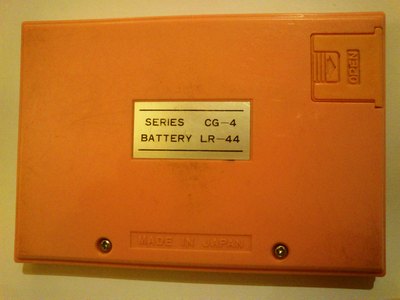 OPEN
SERIES CG-4
BATTERY LR-44
MADE IN JAPAN